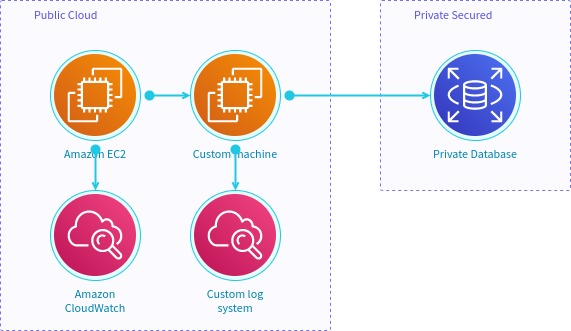 Public Cloud
Private Secured
Amazon EC2
Custom machine
Private Database
Amazon
CloudWatch
Custom log
system